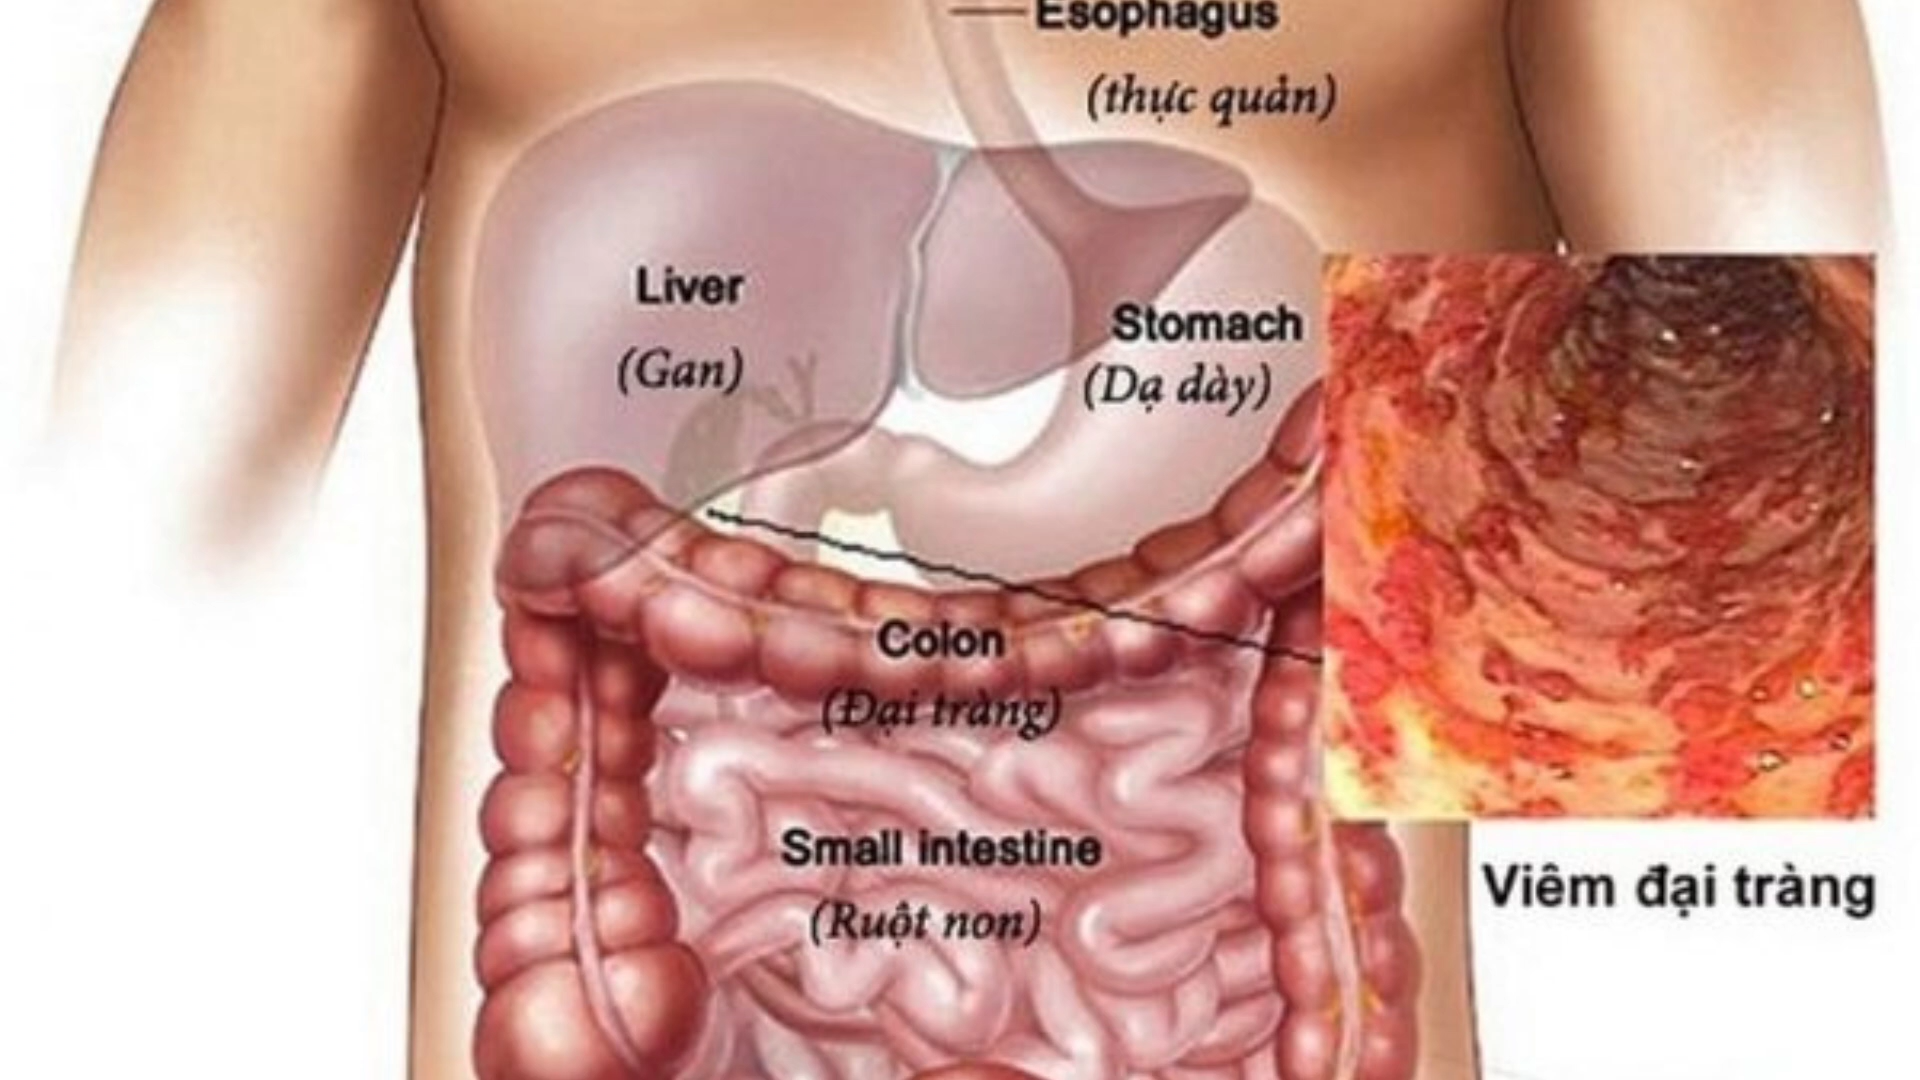 Esophagus
(thực quản)
Liver
(Gan)
Stomach
(Dạ dày)
Colon
(Đại tràng)
Small intestine
(Ruột non)
Viêm đại tràng